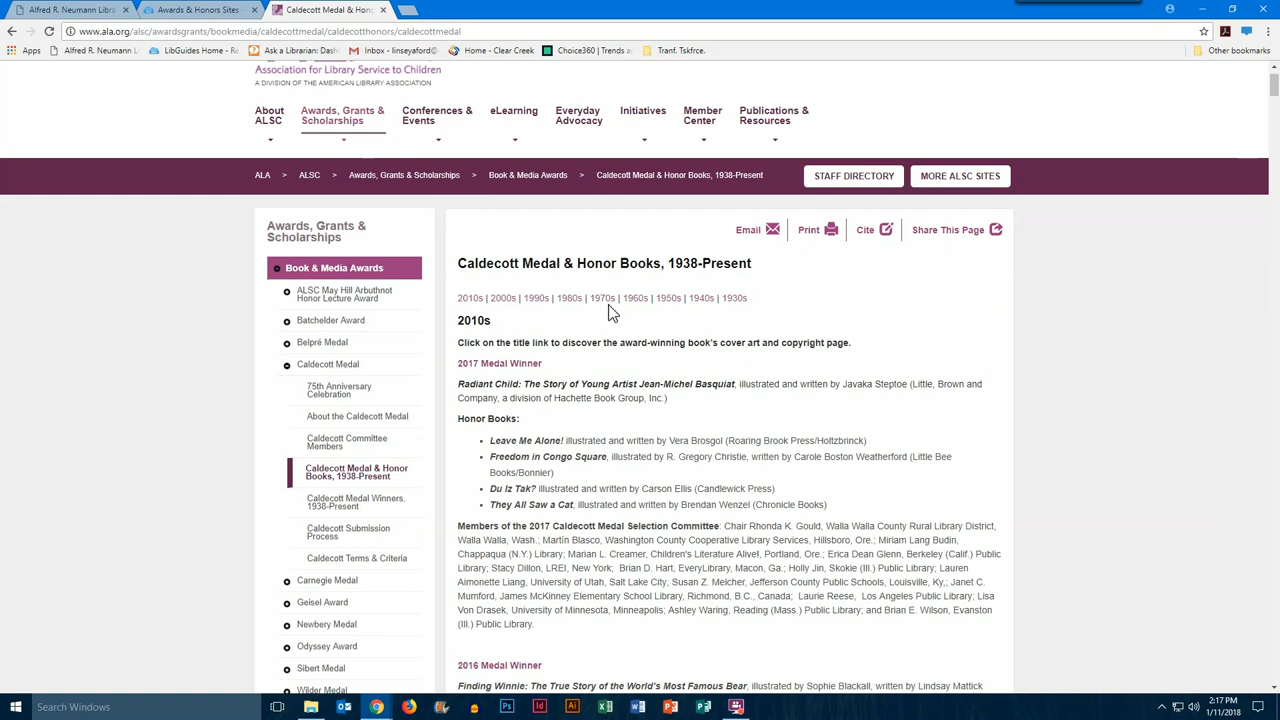 Alfred R. Neumann Libra
Awards & Honors Sites -
Caldecott Medal & Hono
www.ala.org/alsc/awardsgrants/bookmedia/caldecottmedal/caldecotthonors/caldecottmedal
Apps
Alfred R. Neumann L
LibGuides Home - Re
Ask a Librarian: Dash
Inbox - linseyaford@
Home - Clear Creek
Choice360 | Trends an
Tranf. Tskfrce.
Other bookmarks
Association for Library Service to Children
A DIVISION OF THE AMERICAN LIBRARY ASSOCIATION
About ALSC
Awards, Grants & Scholarships
Conferences & Events
eLearning
Everyday Advocacy
Initiatives
Member Center
Publications & Resources
ALA > ALSC > Awards, Grants & Scholarships > Book & Media Awards > Caldecott Medal & Honor Books, 1938-Present
STAFF DIRECTORY
MORE ALSC SITES
Awards, Grants &
Scholarships
Book & Media Awards
ALSC May Hill Arbuthnot
Honor Lecture Award
Batchelder Award
Belpré Medal
Caldecott Medal
75th Anniversary
Celebration
About the Caldecott Medal
Caldecott Committee
Members
Caldecott Medal & Honor
Books, 1938-Present
Caldecott Medal Winners,
1938-Present
Caldecott Submission
Process
Caldecott Terms & Criteria
Carnegie Medal
Geisel Award
Newbery Medal
Odyssey Award
Sibert Medal
Wilder Medal
Email
Print
Cite
Share This Page
Caldecott Medal & Honor Books, 1938-Present
2010s | 2000s | 1990s | 1980s | 1970s | 1960s | 1950s | 1940s | 1930s
2010s
Click on the title link to discover the award-winning book's cover art and copyright page.
2017 Medal Winner
Radiant Child: The Story of Young Artist Jean-Michel Basquiat, illustrated and written by Javaka Steptoe (Little, Brown and
Company, a division of Hachette Book Group, Inc.)
Honor Books:
• Leave Me Alone! illustrated and written by Vera Brosgol (Roaring Brook Press/Holtzbrinck)
• Freedom in Congo Square, illustrated by R. Gregory Christie, written by Carole Boston Weatherford (Little Bee
Books/Bonnier)
• Du Iz Tak? illustrated and written by Carson Ellis (Candlewick Press)
• They All Saw a Cat, illustrated and written by Brendan Wenzel (Chronicle Books)
Members of the 2017 Caldecott Medal Selection Committee: Chair Rhonda K. Gould, Walla Walla County Rural Library District,
Walla Walla, Wash.; Martín Blasco, Washington County Cooperative Library Services, Hillsboro, Ore.; Miriam Lang Budin,
Chappaqua (N.Y.) Library; Marian L. Creamer, Children's Literature Alive!, Portland, Ore.; Erica Dean Glenn, Berkeley (Calif.) Public
Library; Stacy Dillon, LREI, New York; Brian D. Hart, EveryLibrary, Macon, Ga.; Holly Jin, Skokie (Ill.) Public Library; Lauren
Aimonette Liang, University of Utah, Salt Lake City; Susan Z. Melcher, Jefferson County Public Schools, Louisville, Ky,; Janet C.
Mumford, James McKinney Elementary School Library, Richmond, B.C., Canada; Laurie Reese, Los Angeles Public Library; Lisa
Von Drasek, University of Minnesota, Minneapolis; Ashley Waring, Reading (Mass.) Public Library; and Brian E. Wilson, Evanston
(Ill.) Public Library.
2016 Medal Winner
Finding Winnie: The True Story of the World's Most Famous Bear, illustrated by Sophie Blackall, written by Lindsay Mattick
Search Windows
2:17 PM
1/11/2018